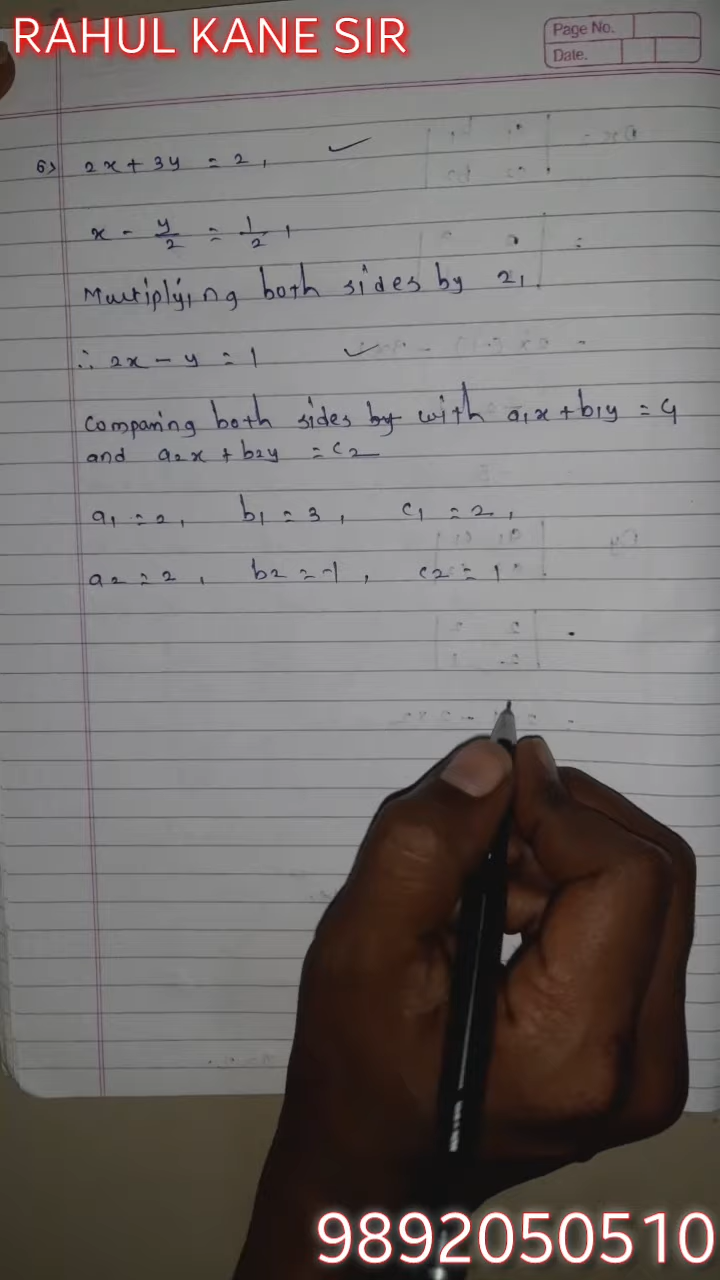 RAHUL KANE SIR
Page No.
Date.
6) 2x + 3y = 2,
x - y/2 = 1/2,
Multiplying both sides by 2,
∴ 2x - y = 1
Comparing both sides by with a₁x + b₁y = c₁
and a₂x + b₂y = c₂
a₁ = 2, b₁ = 3, c₁ = 2,
a₂ = 2, b₂ = -1, c₂ = 1
9892050510